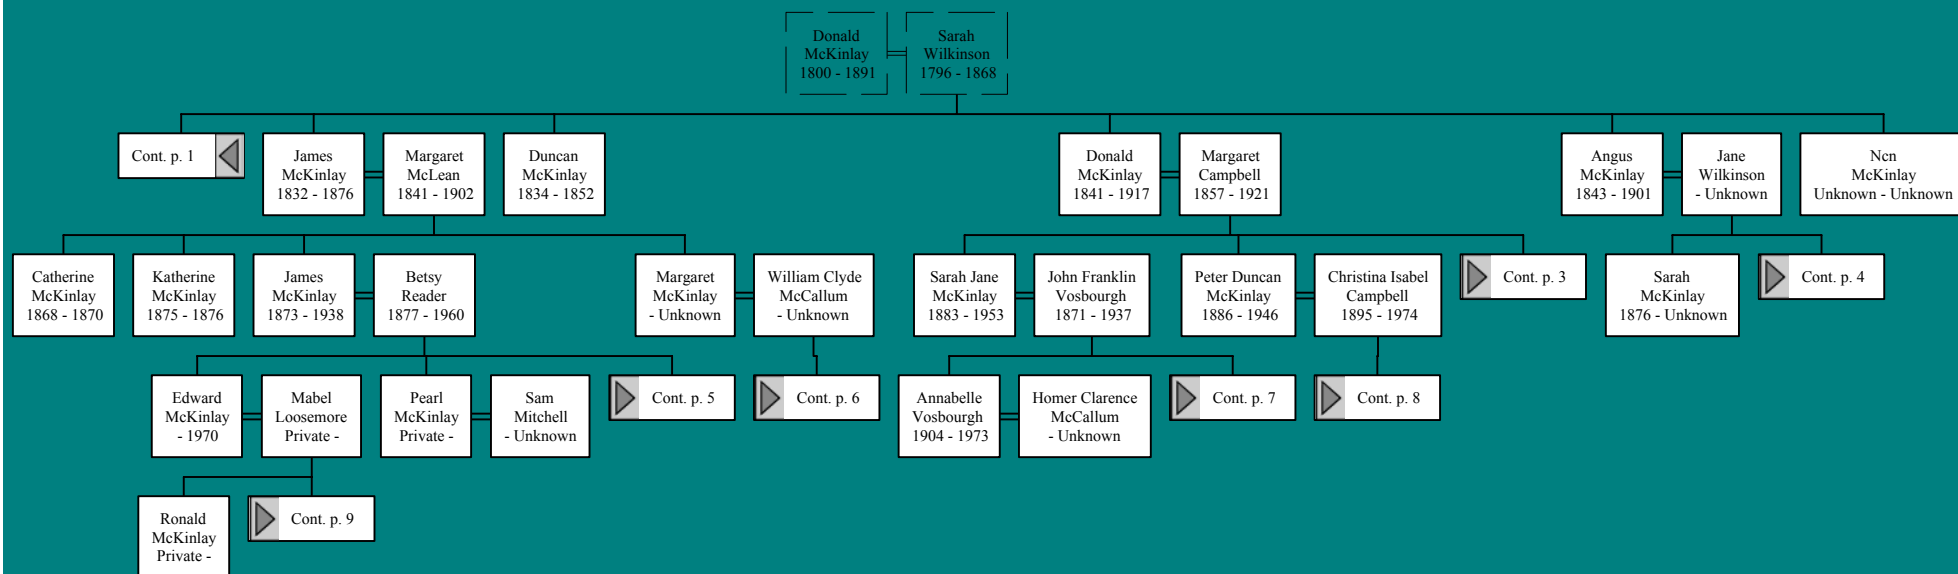 Donald
McKinlay
1800 - 1891
Sarah
Wilkinson
1796 - 1868
Cont. p. 1
James
McKinlay
1832 - 1876
Margaret
McLean
1841 - 1902
Duncan
McKinlay
1834 - 1852
Donald
McKinlay
1841 - 1917
Margaret
Campbell
1857 - 1921
Angus
McKinlay
1843 - 1901
Jane
Wilkinson
- Unknown
Ncn
McKinlay
Unknown - Unknown
Catherine
McKinlay
1868 - 1870
Katherine
McKinlay
1875 - 1876
James
McKinlay
1873 - 1938
Betsy
Reader
1877 - 1960
Margaret
McKinlay
- Unknown
William Clyde
McCallum
- Unknown
Sarah Jane
McKinlay
1883 - 1953
John Franklin
Vosbourgh
1871 - 1937
Peter Duncan
McKinlay
1886 - 1946
Christina Isabel
Campbell
1895 - 1974
Cont. p. 3
Sarah
McKinlay
1876 - Unknown
Cont. p. 4
Edward
McKinlay
- 1970
Mabel
Loosemore
Private -
Pearl
McKinlay
Private -
Sam
Mitchell
- Unknown
Cont. p. 5
Cont. p. 6
Annabelle
Vosbourgh
1904 - 1973
Homer Clarence
McCallum
- Unknown
Cont. p. 7
Cont. p. 8
Ronald
McKinlay
Private -
Cont. p. 9